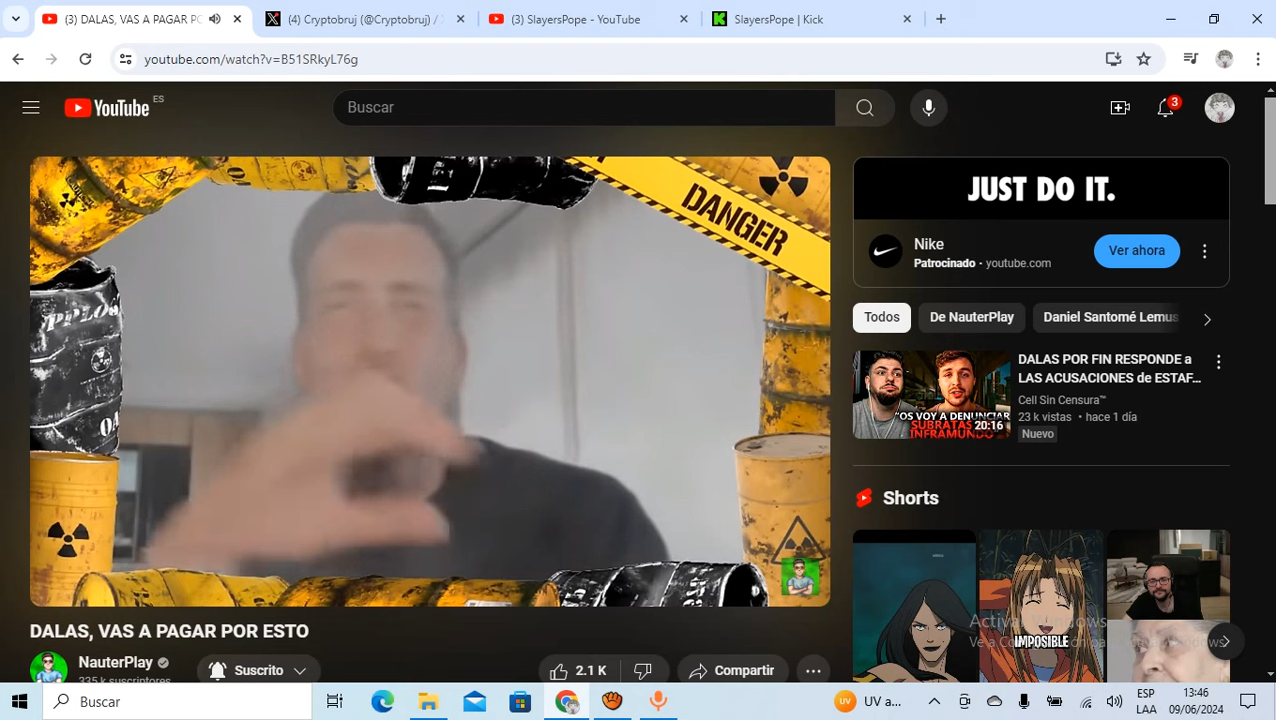 (3) DALAS, VAS A PAGAR PO
(4) Cryptobruj (@Cryptobruj) /
(3) SlayersPope - YouTube
SlayersPope | Kick
youtube.com/watch?v=B51SRkyL76g
YouTube ES
Buscar
3
DANGER
JUST DO IT.
Nike
Patrocinado · youtube.com
Ver ahora
Todos
De NauterPlay
Daniel Santomé Lemus
DALAS POR FIN RESPONDE a
LAS ACUSACIONES de ESTAF...
Cell Sin Censura™
23 k vistas · hace 1 día
Nuevo
"OS VOY A DENUNCIAR
SUBRATAS
INFRAMUNDO
20:16
Shorts
IMPOSIBLE
DALAS, VAS A PAGAR POR ESTO
NauterPlay
335 k suscriptores
Suscrito
2.1 K
Compartir
Buscar
UV a...
ESP
LAA
13:46
09/06/2024